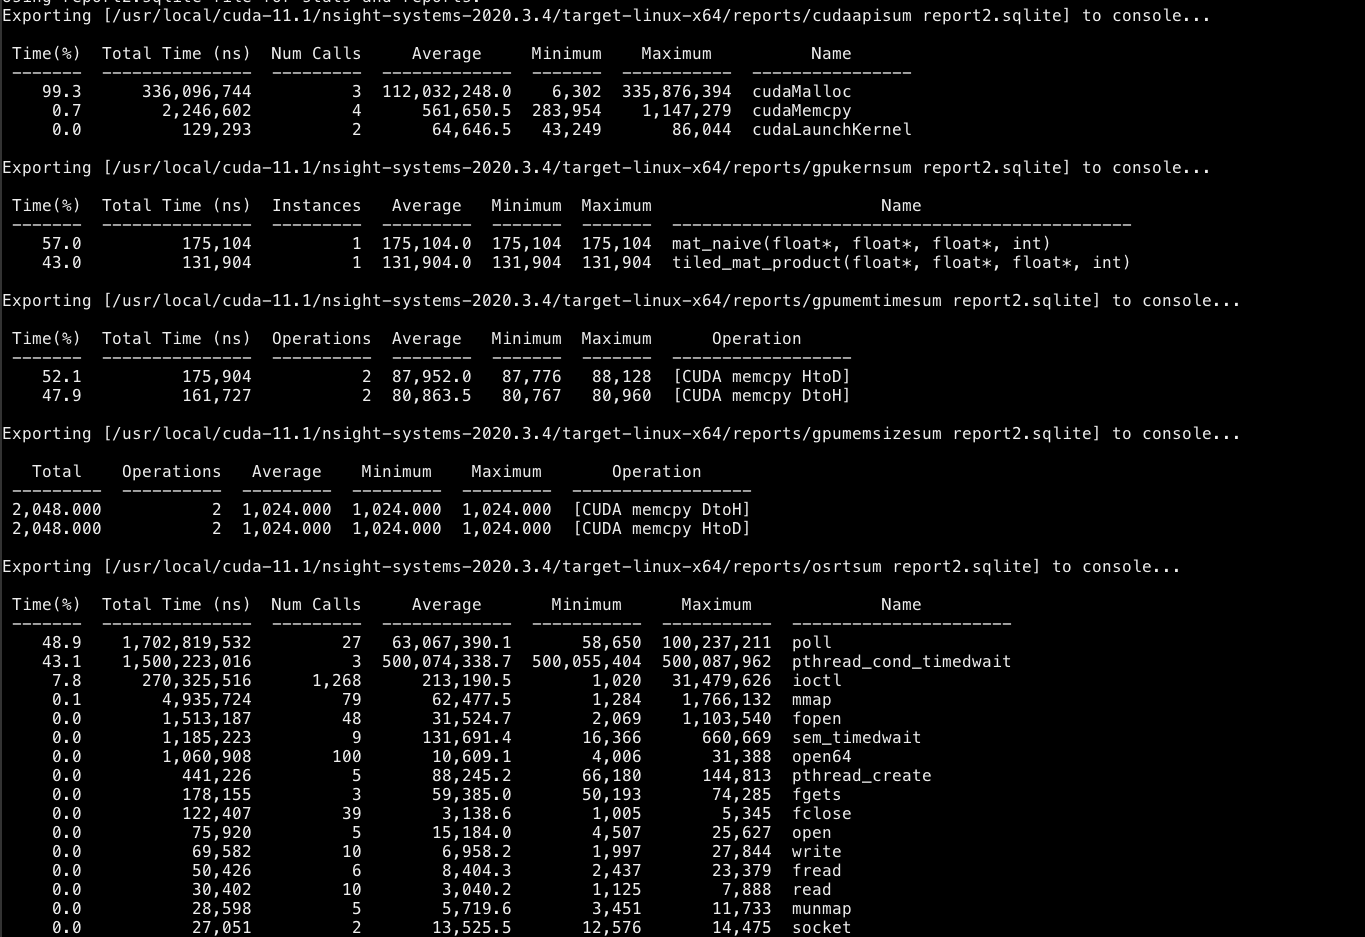 using report2.sqlite file for stats and reports.
Exporting [/usr/local/cuda-11.1/nsight-systems-2020.3.4/target-linux-x64/reports/cudaapisum report2.sqlite] to console...
Time(%) Total Time (ns) Num Calls Average Minimum Maximum Name
------- --------------- --------- ------------- ------- ----------- ----------------
99.3 336,096,744 3 112,032,248.0 6,302 335,876,394 cudaMalloc
0.7 2,246,602 4 561,650.5 283,954 1,147,279 cudaMemcpy
0.0 129,293 2 64,646.5 43,249 86,044 cudaLaunchKernel
Exporting [/usr/local/cuda-11.1/nsight-systems-2020.3.4/target-linux-x64/reports/gpukernsum report2.sqlite] to console...
Time(%) Total Time (ns) Instances Average Minimum Maximum Name
------- --------------- --------- --------- ------- ------- ----------------------------------------------
57.0 175,104 1 175,104.0 175,104 175,104 mat_naive(float*, float*, float*, int)
43.0 131,904 1 131,904.0 131,904 131,904 tiled_mat_product(float*, float*, float*, int)
Exporting [/usr/local/cuda-11.1/nsight-systems-2020.3.4/target-linux-x64/reports/gpumemtimesum report2.sqlite] to console...
Time(%) Total Time (ns) Operations Average Minimum Maximum Operation
------- --------------- ---------- -------- ------- ------- ------------------
52.1 175,904 2 87,952.0 87,776 88,128 [CUDA memcpy HtoD]
47.9 161,727 2 80,863.5 80,767 80,960 [CUDA memcpy DtoH]
Exporting [/usr/local/cuda-11.1/nsight-systems-2020.3.4/target-linux-x64/reports/gpumemsizesum report2.sqlite] to console...
Total Operations Average Minimum Maximum Operation
--------- ---------- --------- --------- --------- ------------------
2,048.000 2 1,024.000 1,024.000 1,024.000 [CUDA memcpy DtoH]
2,048.000 2 1,024.000 1,024.000 1,024.000 [CUDA memcpy HtoD]
Exporting [/usr/local/cuda-11.1/nsight-systems-2020.3.4/target-linux-x64/reports/osrtsum report2.sqlite] to console...
Time(%) Total Time (ns) Num Calls Average Minimum Maximum Name
------- --------------- --------- ------------- ----------- ----------- ----------------------
48.9 1,702,819,532 27 63,067,390.1 58,650 100,237,211 poll
43.1 1,500,223,016 3 500,074,338.7 500,055,404 500,087,962 pthread_cond_timedwait
7.8 270,325,516 1,268 213,190.5 1,020 31,479,626 ioctl
0.1 4,935,724 79 62,477.5 1,284 1,766,132 mmap
0.0 1,513,187 48 31,524.7 2,069 1,103,540 fopen
0.0 1,185,223 9 131,691.4 16,366 660,669 sem_timedwait
0.0 1,060,908 100 10,609.1 4,006 31,388 open64
0.0 441,226 5 88,245.2 66,180 144,813 pthread_create
0.0 178,155 3 59,385.0 50,193 74,285 fgets
0.0 122,407 39 3,138.6 1,005 5,345 fclose
0.0 75,920 5 15,184.0 4,507 25,627 open
0.0 69,582 10 6,958.2 1,997 27,844 write
0.0 50,426 6 8,404.3 2,437 23,379 fread
0.0 30,402 10 3,040.2 1,125 7,888 read
0.0 28,598 5 5,719.6 3,451 11,733 munmap
0.0 27,051 2 13,525.5 12,576 14,475 socket